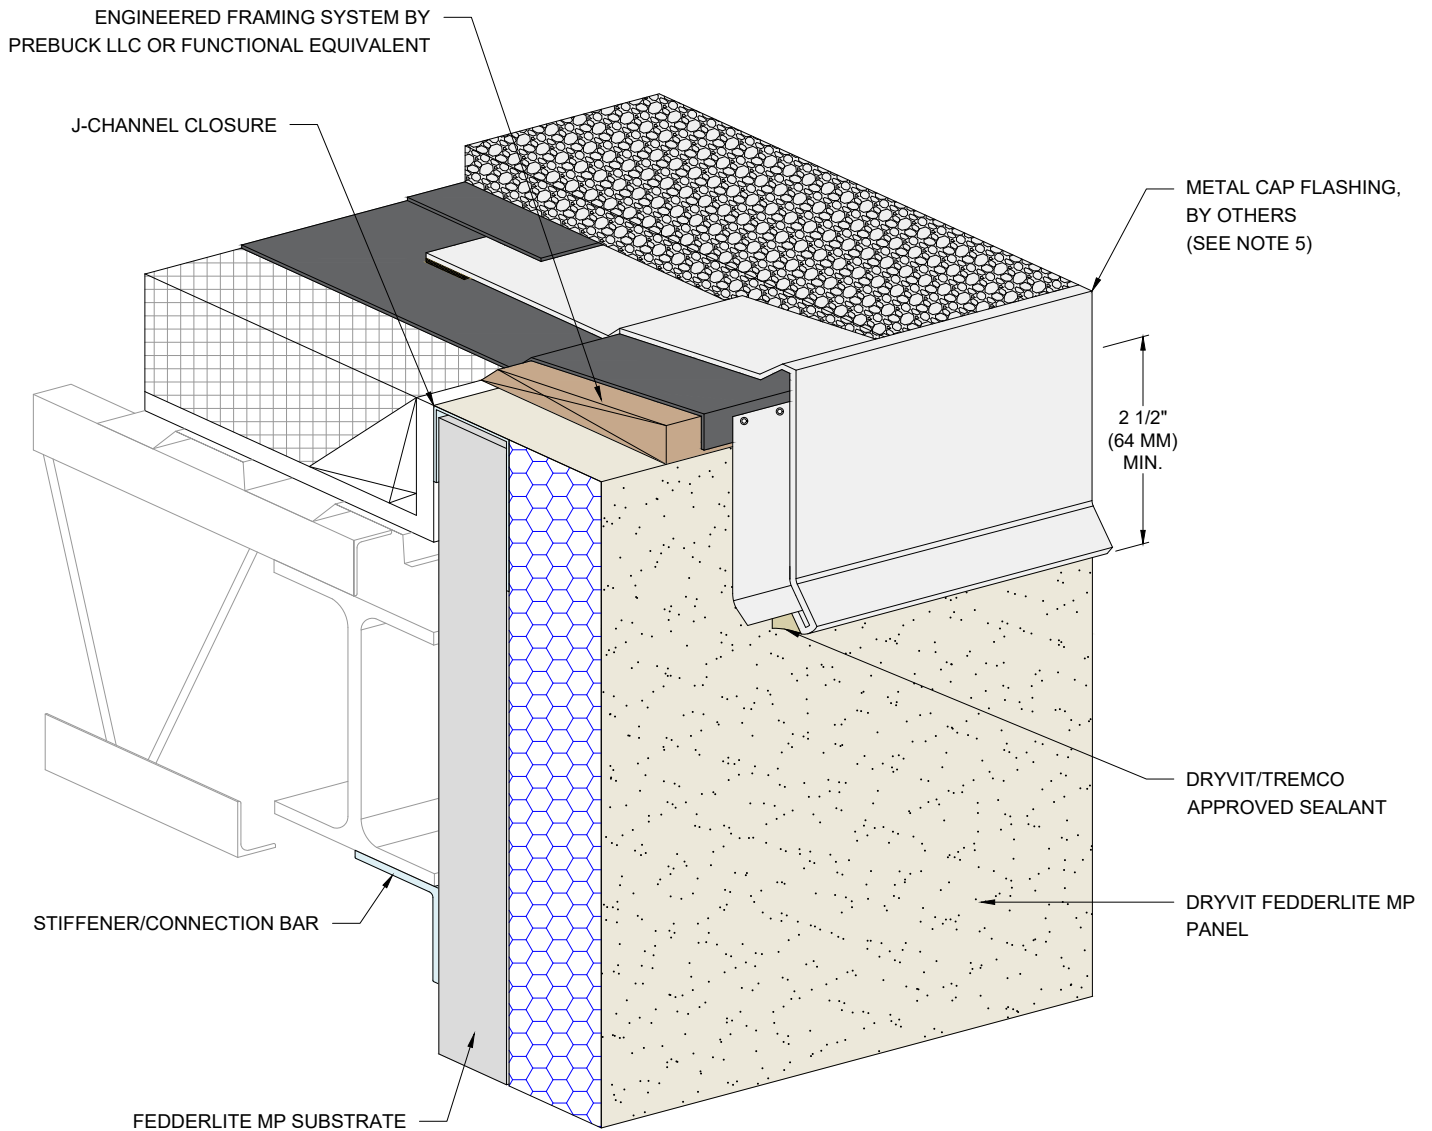 ENGINEERED FRAMING SYSTEM BY
PREBUCK LLC OR FUNCTIONAL EQUIVALENT
J-CHANNEL CLOSURE
METAL CAP FLASHING,
BY OTHERS
(SEE NOTE 5)
2 1/2"
(64 MM)
MIN.
DRYVIT/TREMCO
APPROVED SEALANT
DRYVIT FEDDERLITE MP
PANEL
STIFFENER/CONNECTION BAR
FEDDERLITE MP SUBSTRATE